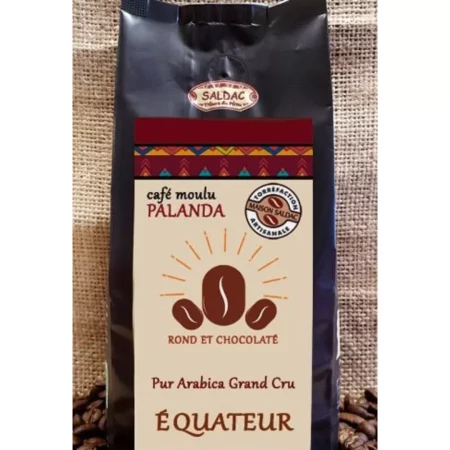 SALDAC
café moulu
PALANDA
TORRÉFACTION
MAISON SALDAC
ARTISANALE
ROND ET CHOCOLATÉ
Pur Arabica Grand Cru
ÉQUATEUR